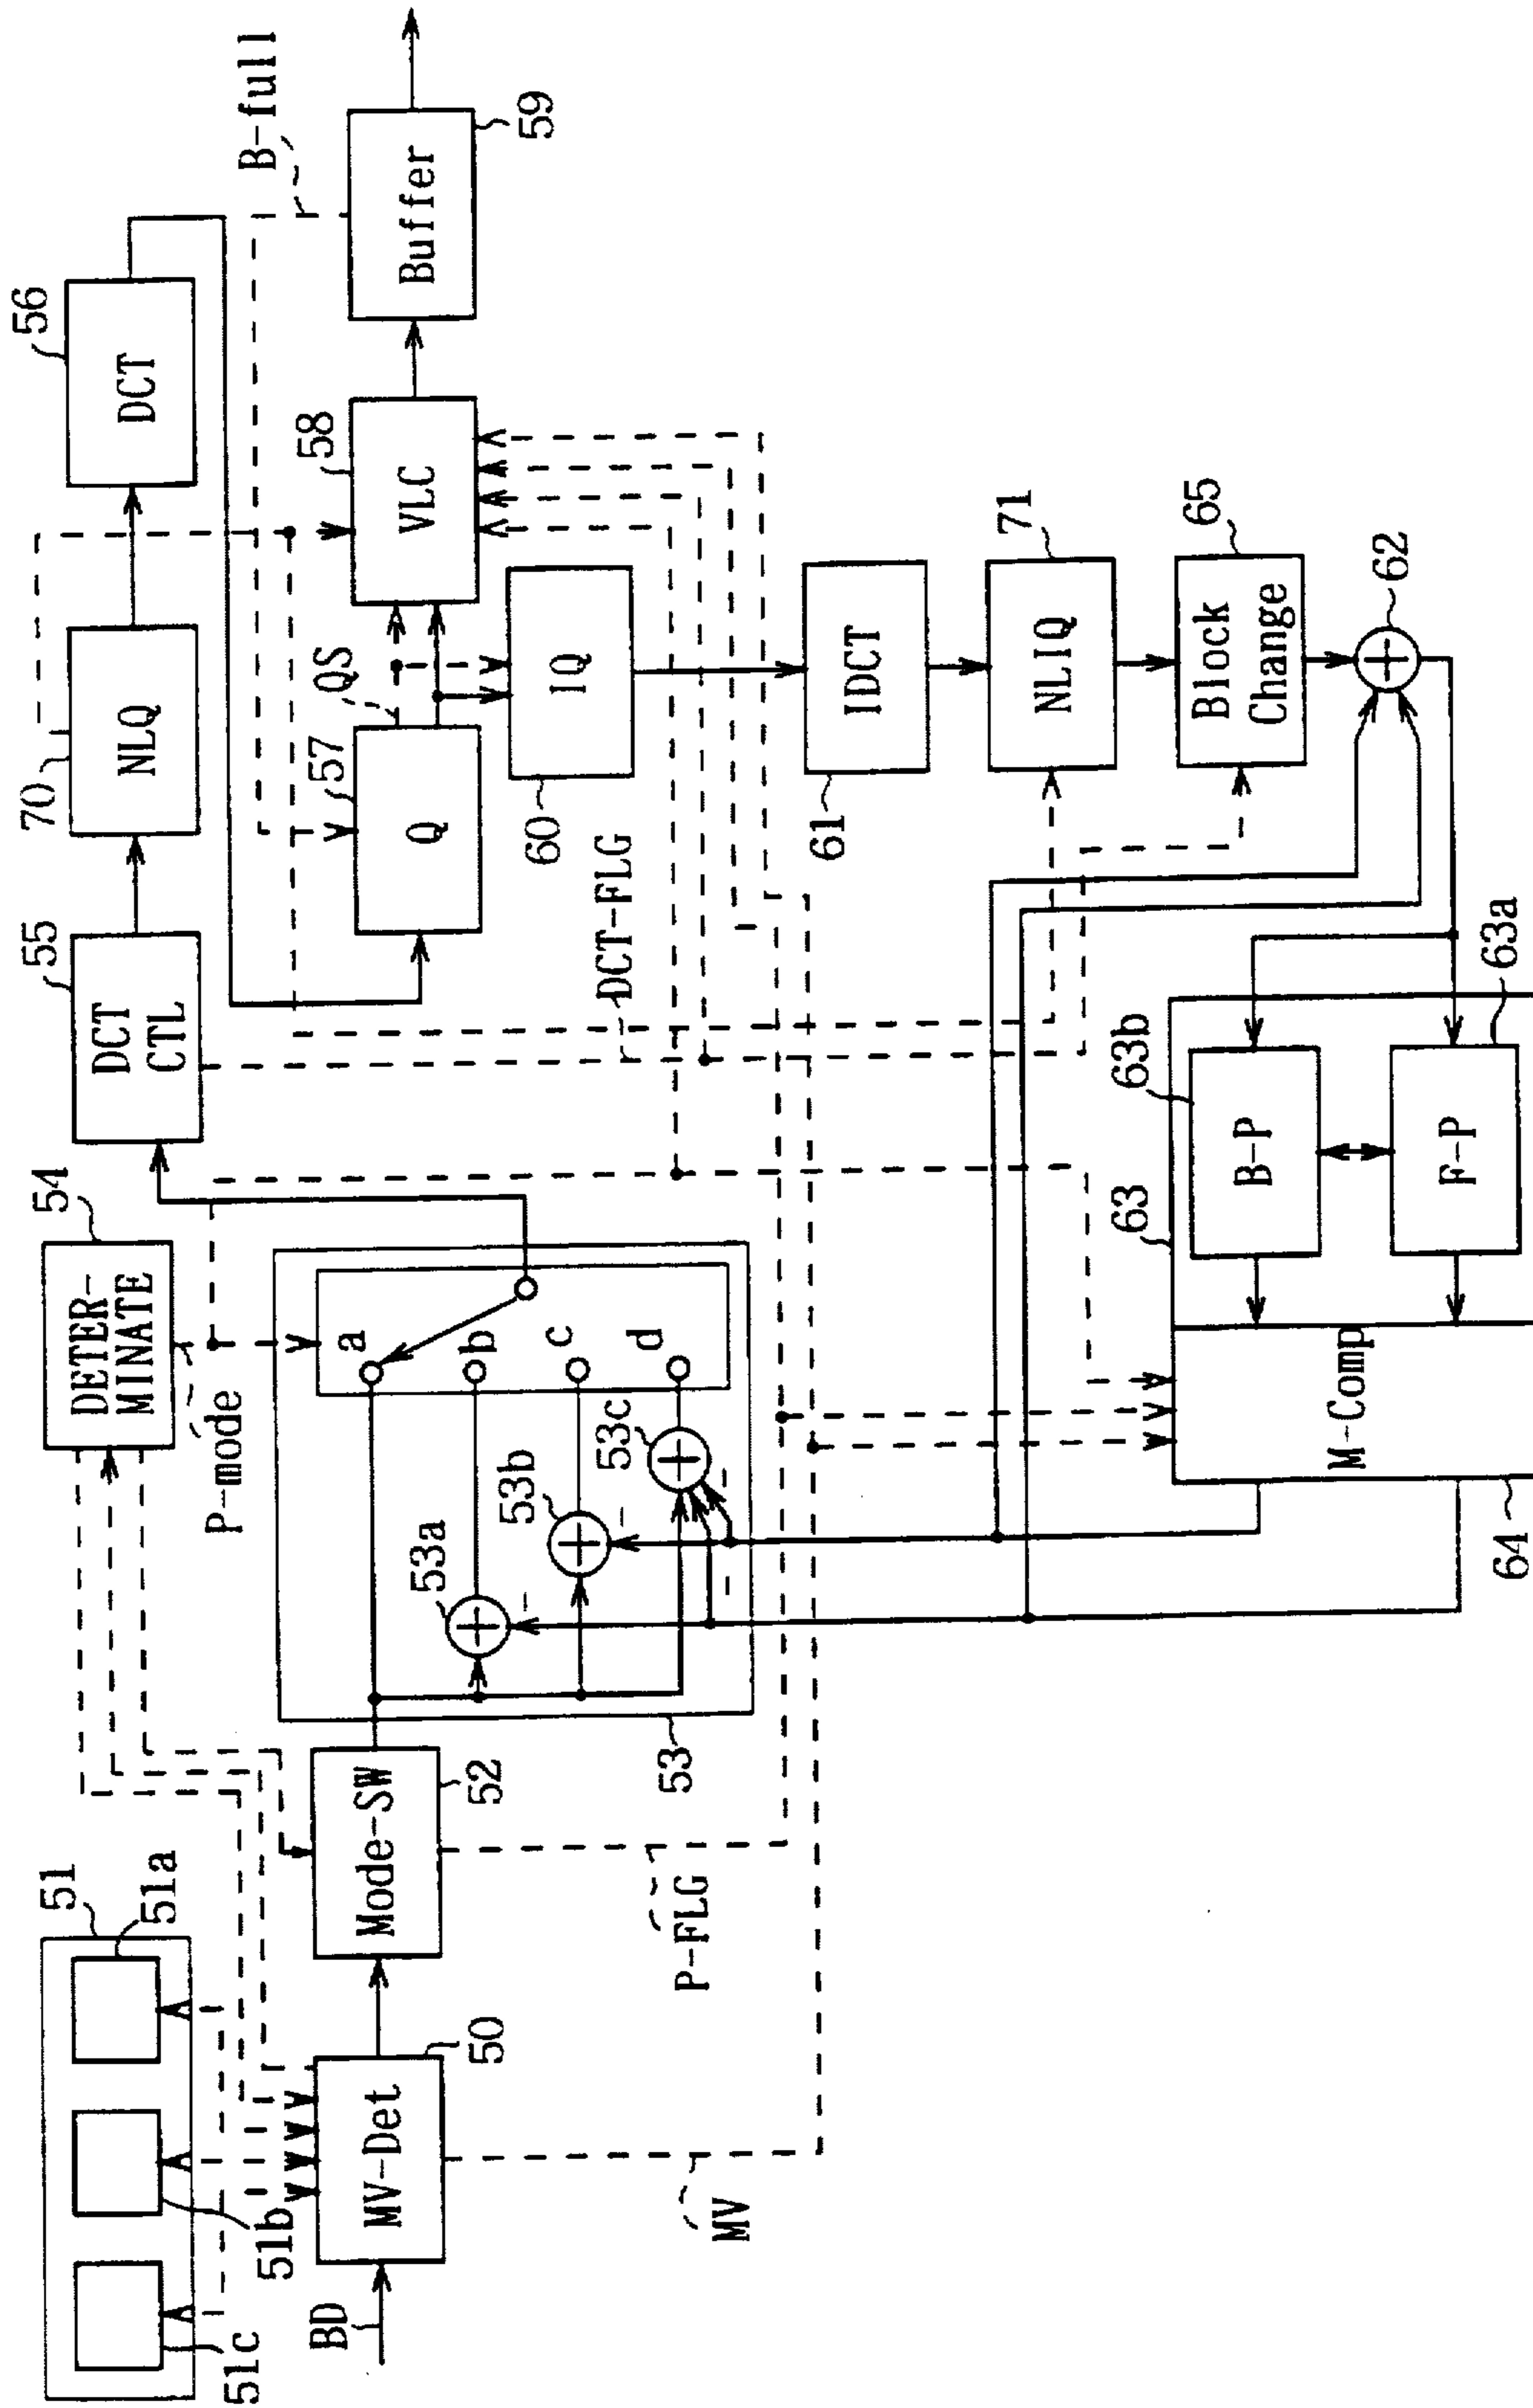 51
51a
51b
51c
BD
MV-Det
50
MV
Mode-SW
52
P-FLG
DETER-
MINATE
54
P-mode
53
53a
53b
53c
a
b
c
d
-
-
-
-
DCT
CTL
55
DCT-FLG
NLQ
70
DCT
56
Q
57
QS
VLC
58
Buffer
59
B-full
IQ
60
IDCT
61
NLIQ
71
Block
Change
65
62
63
B-P
63b
F-P
63a
M-Comp
64